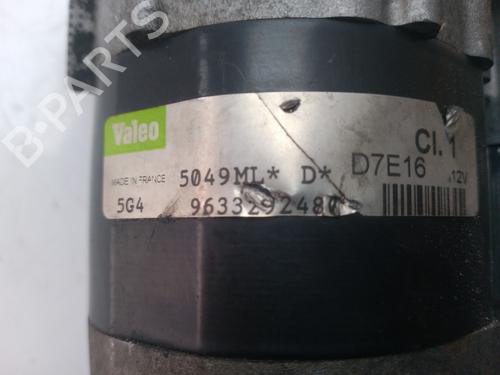 B-PARTS
Valeo
Cl. 1
MADE IN FRANCE 5049ML* D* D7E16 12V
5G4 9633292480